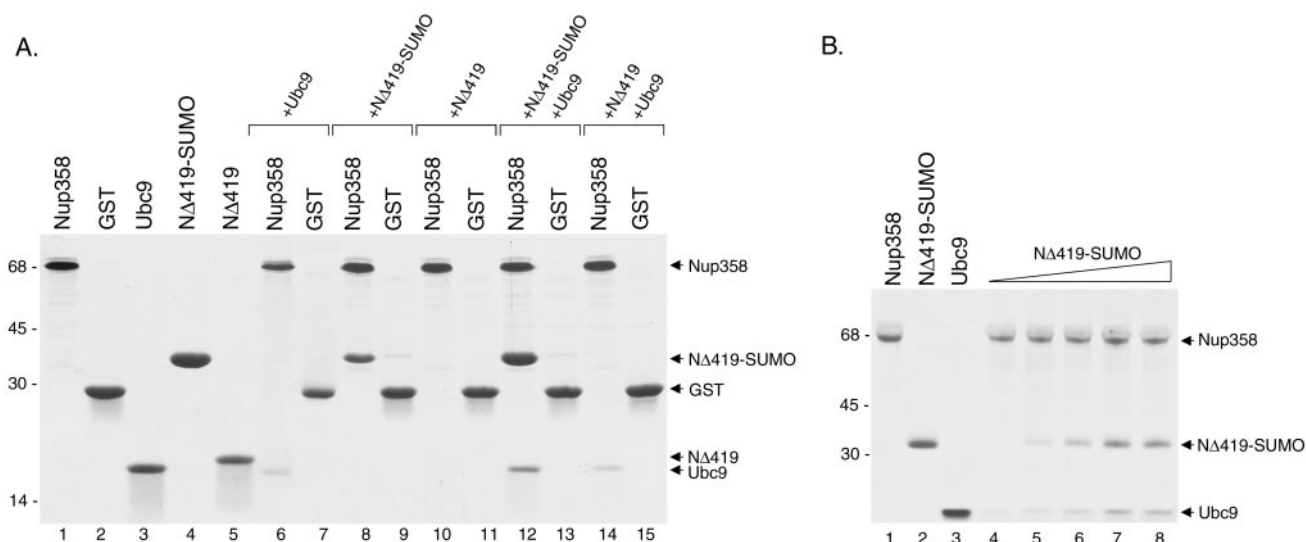 A.
+Ubc9
+NΔ419-SUMO
+NΔ419
+NΔ419-SUMO
+Ubc9
+NΔ419
+Ubc9
Nup358
GST
Ubc9
NΔ419-SUMO
NΔ419
Nup358
GST
Nup358
GST
Nup358
GST
Nup358
GST
Nup358
GST
68 -
45 -
30 -
14 -
Nup358
NΔ419-SUMO
GST
NΔ419
Ubc9
1 2 3 4 5 6 7 8 9 10 11 12 13 14 15
B.
Nup358
NΔ419-SUMO
Ubc9
NΔ419-SUMO
68 -
45 -
30 -
Nup358
NΔ419-SUMO
Ubc9
1 2 3 4 5 6 7 8